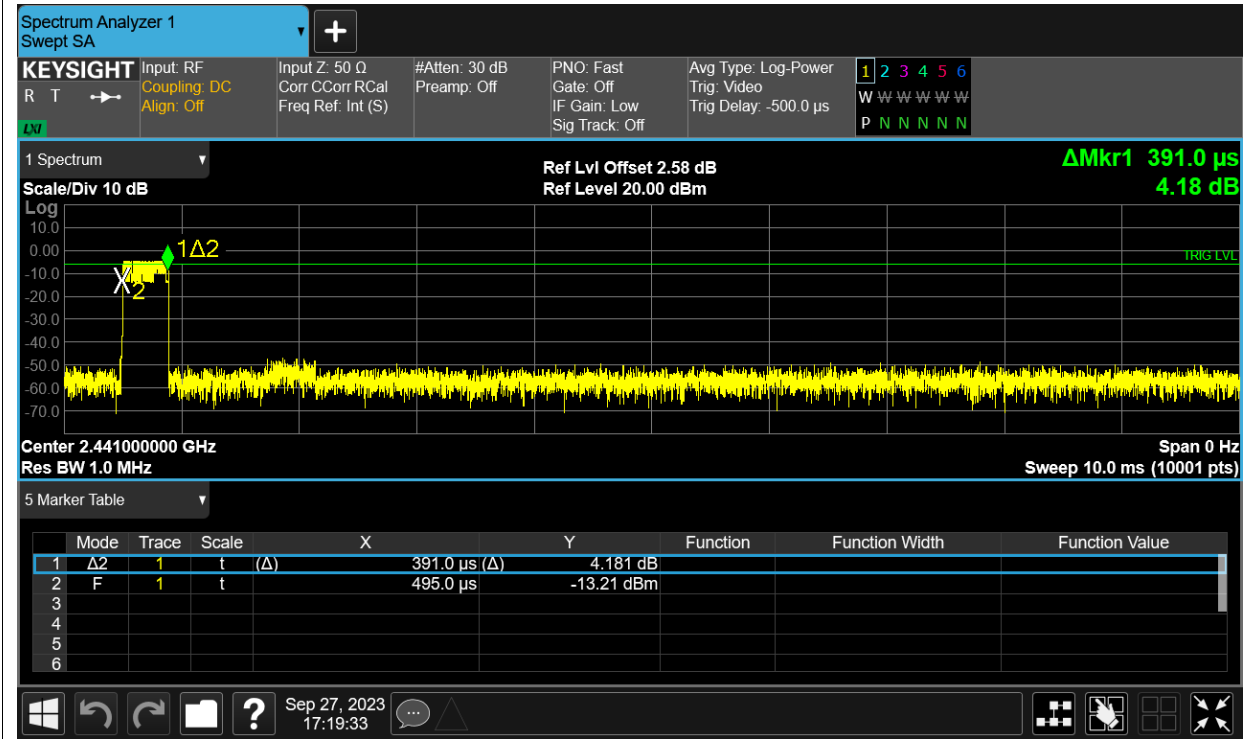 Spectrum Analyzer 1
Swept SA
+
KEYSIGHT Input: RF Input Z: 50 Ω #Atten: 30 dB PNO: Fast Avg Type: Log-Power 1 2 3 4 5 6
R T Coupling: DC Corr CCorr RCal Preamp: Off Gate: Off Trig: Video W W W W W W
Align: Off Freq Ref: Int (S) IF Gain: Low Trig Delay: -500.0 µs
LXI Sig Track: Off P N N N N N
1 Spectrum ΔMkr1 391.0 µs
Ref Lvl Offset 2.58 dB
Scale/Div 10 dB Ref Level 20.00 dBm 4.18 dB
Log
10.0
0.00 1Δ2
TRIG LVL
-10.0
X2
-20.0
-30.0
-40.0
-50.0
-60.0
-70.0
Center 2.441000000 GHz Span 0 Hz
Res BW 1.0 MHz Sweep 10.0 ms (10001 pts)
5 Marker Table
Mode Trace Scale X Y Function Function Width Function Value
1 Δ2 1 t (Δ) 391.0 µs (Δ) 4.181 dB
2 F 1 t 495.0 µs -13.21 dBm
3
4
5
6
? Sep 27, 2023
17:19:33